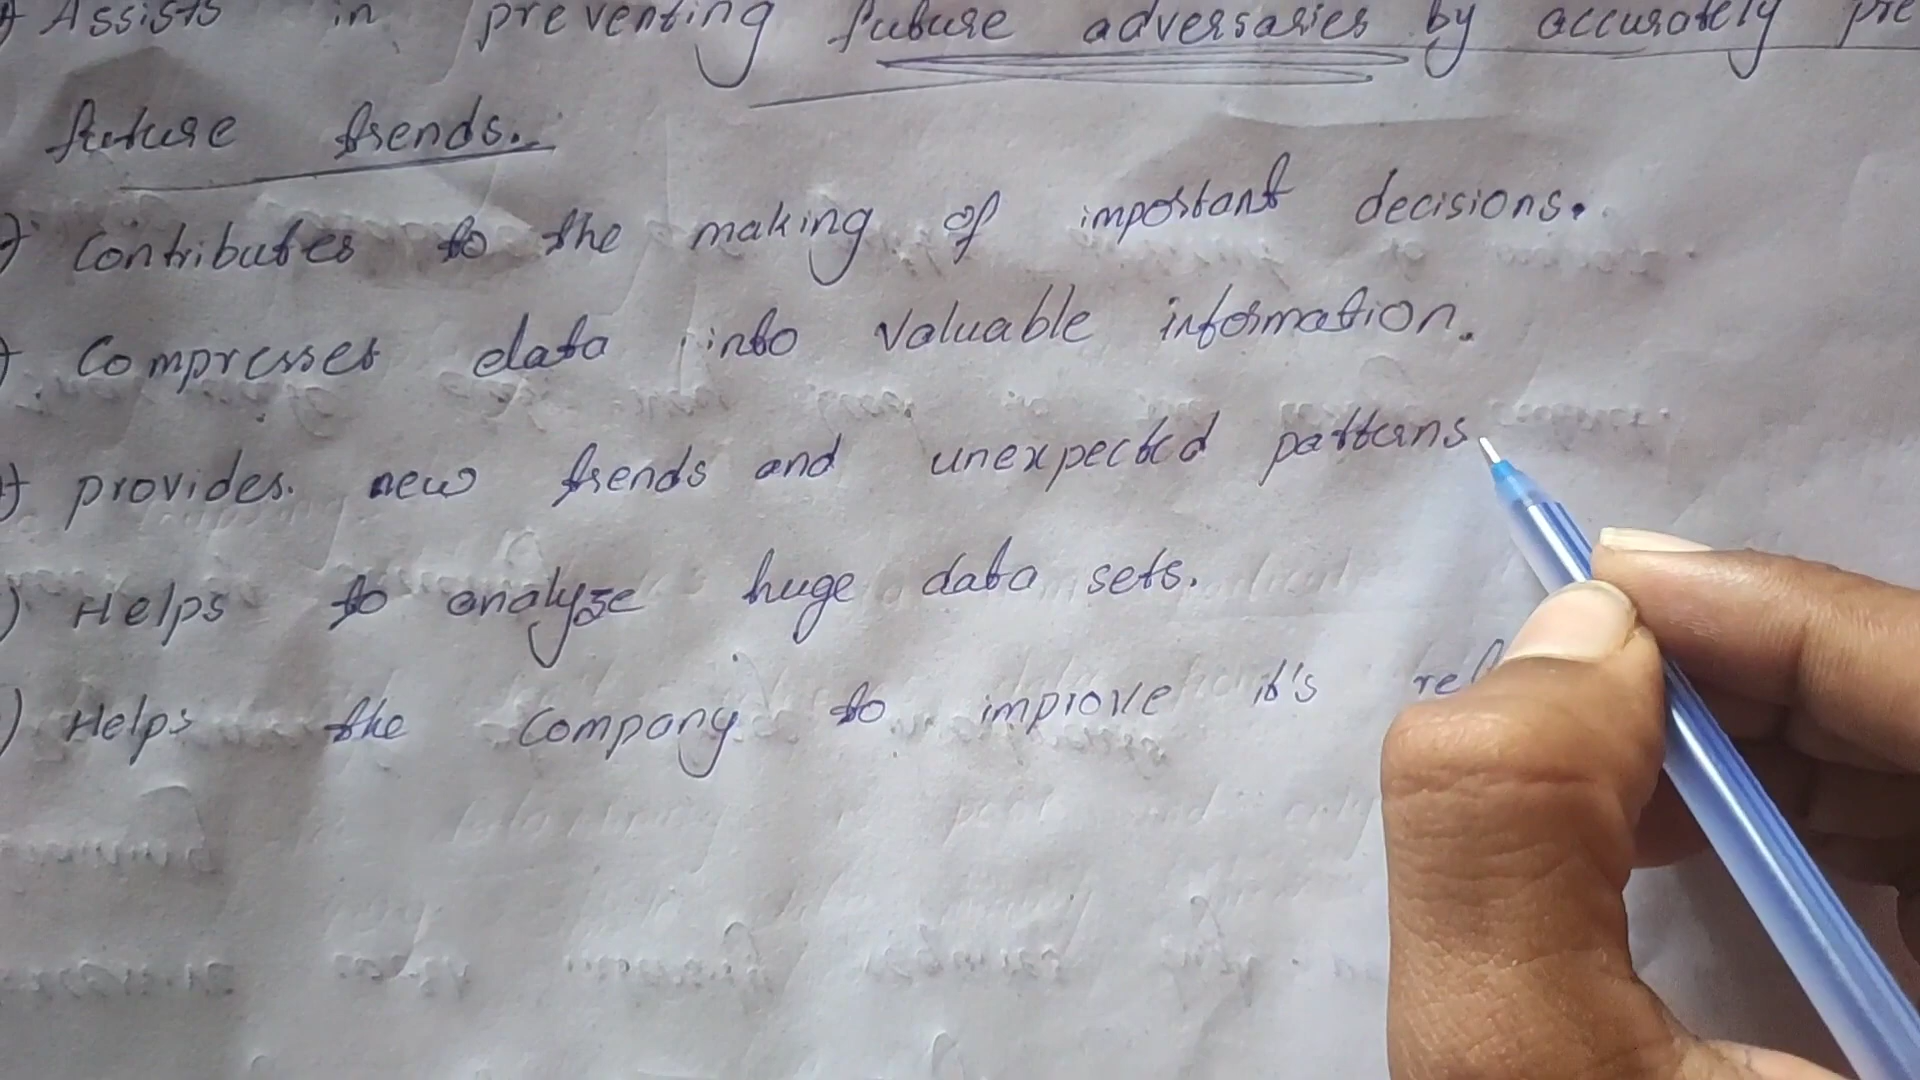 Assists in preventing future adversaries by accurately pre
future trends.
contributes to the making of important decisions.
Compresses data into valuable information.
provides new trends and unexpected patterns
Helps to analyze huge data sets.
Helps the company to improve it's rel